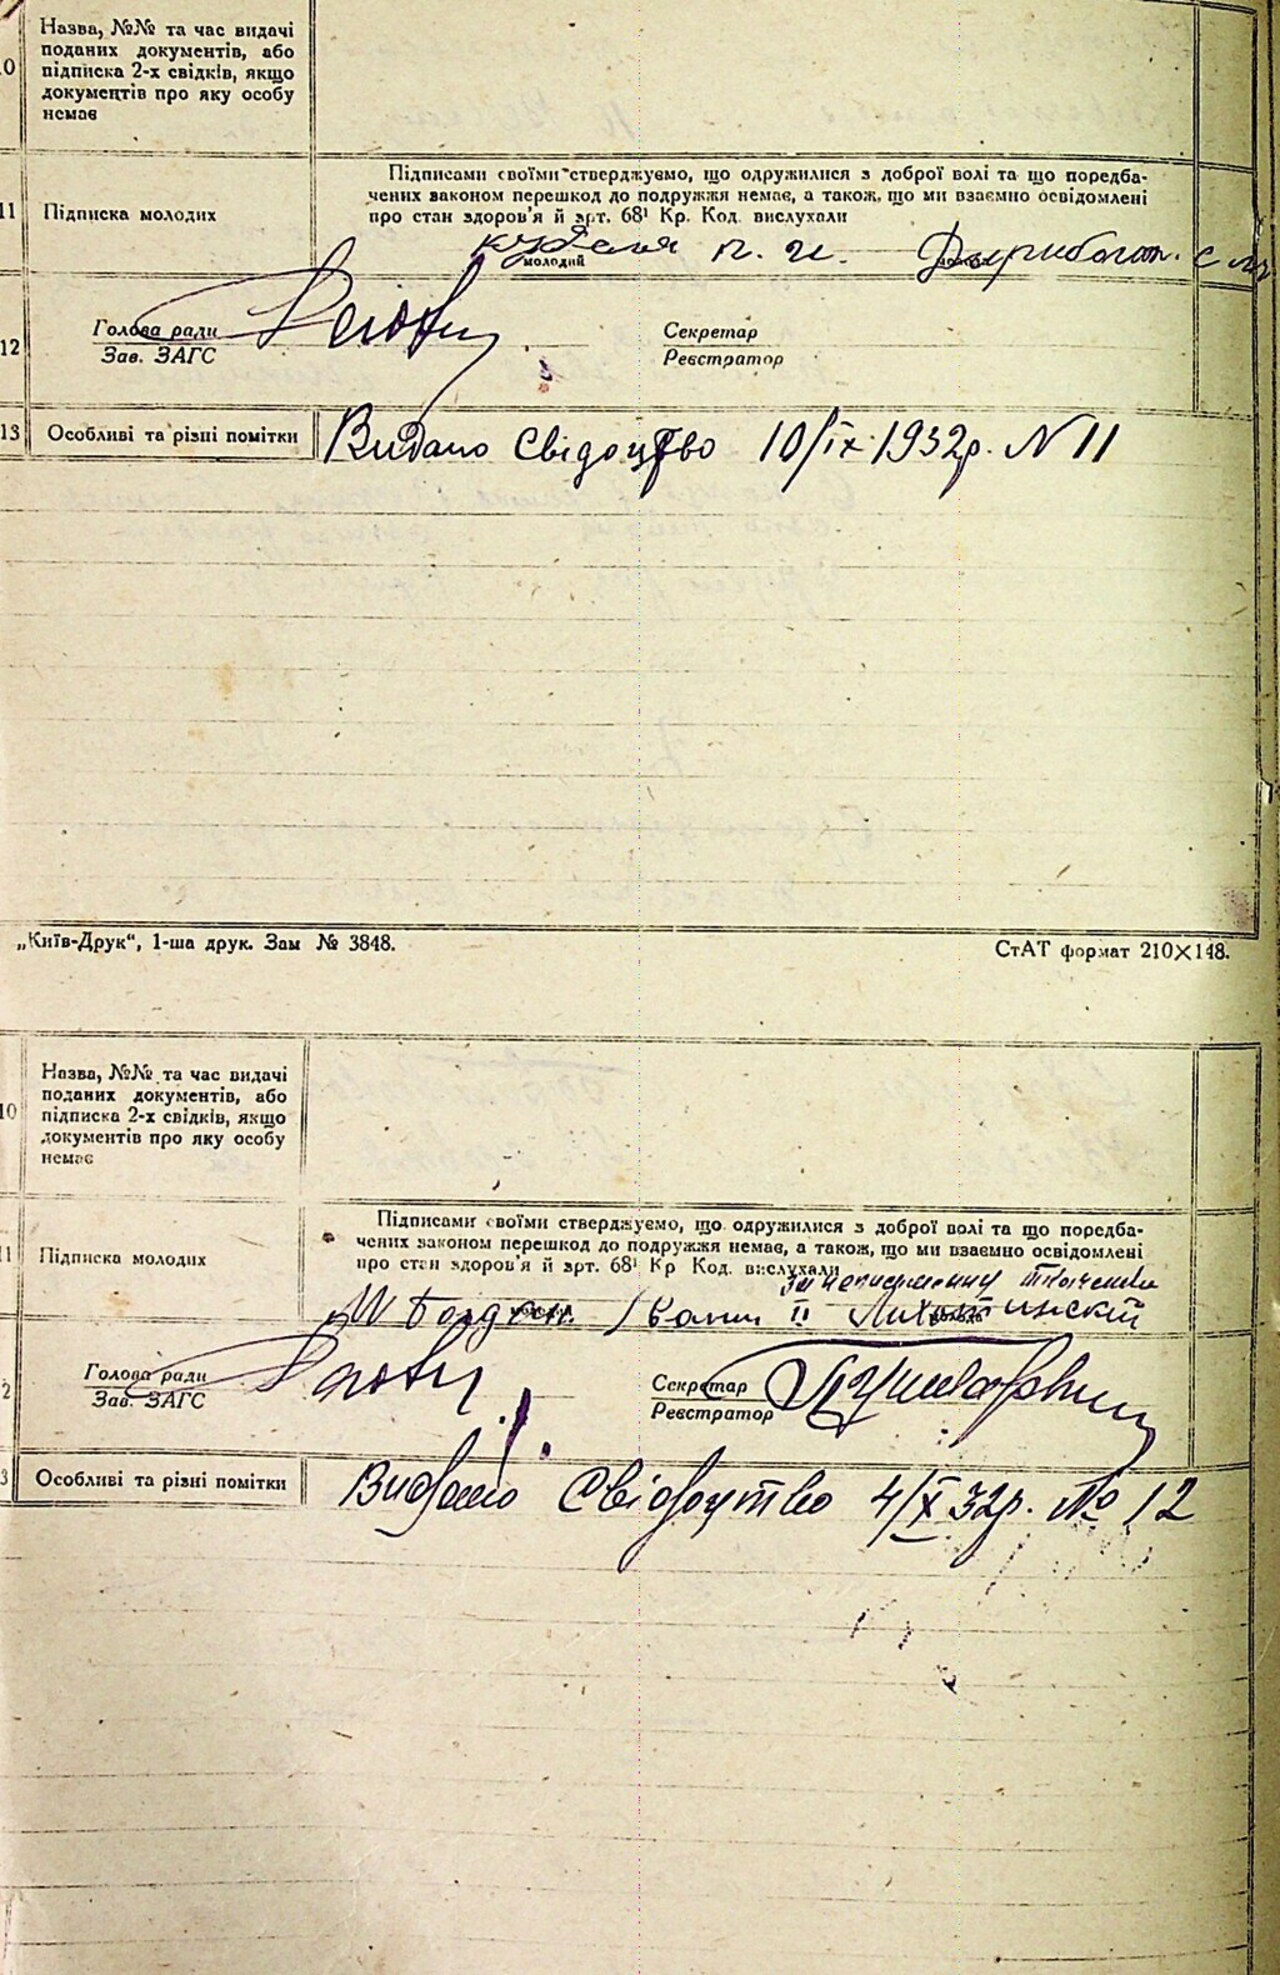 Назва, №№ та час видачі
поданих документів, або
підписка 2-х свідків, якщо
документів про яку особу
немає
11 Підписка молодих
Підписами своїми стверджуємо, що одружилися з доброї волі та що поредба-
чених законом перешкод до подружжя немає, а також, що ми взаємно освідомлені
про стан здоров'я й арт. 68¹ Кр. Код. вислухали
п. и.
молодий
12 Голова ради
Зав. ЗАГС
Секретар
Реєстратор
13 Особливі та різні помітки Видано Свідоцтво 10/ІХ 1932р. N 11
„Київ-Друк“, 1-ша друк. Зам № 3848.
СтАТ формат 210×148.
10 Назва, №№ та час видачі
поданих документів, або
підписка 2-х свідків, якщо
документів про яку особу
немає
Підписка молодих
Підписами своїми стверджуємо, що одружилися з доброї волі та що поредба-
чених законом перешкод до подружжя немає, а також, що ми взаємно освідомлені
про стан здоров'я й арт. 68¹ Кр Код. вислухали
М
Голова ради
Зав. ЗАГС
Секретар
Реєстратор
Особливі та різні помітки Видано Свідоцтво 4/Х 32р. № 12